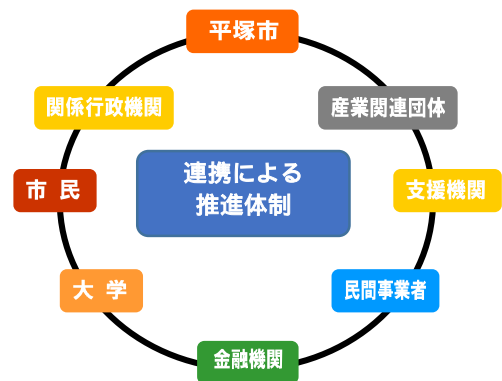 平塚市
関係行政機関
産業関連団体
連携による
推進体制
市 民
支援機関
大 学
民間事業者
金融機関